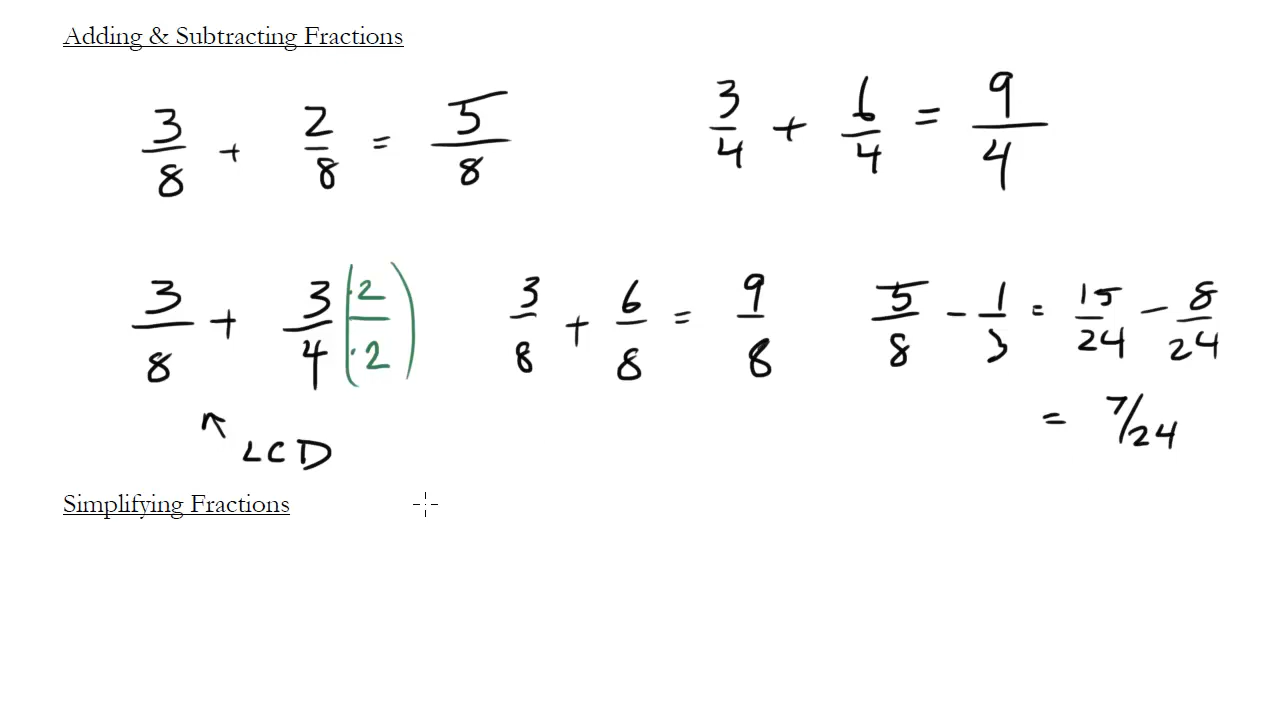 Adding & Subtracting Fractions
3/8 + 2/8 = 5/8
3/4 + 6/4 = 9/4
3/8 + 3/4 (·2/·2)
3/8 + 6/8 = 9/8
5/8 - 1/3 = 15/24 - 8/24
= 7/24
LCD
Simplifying Fractions